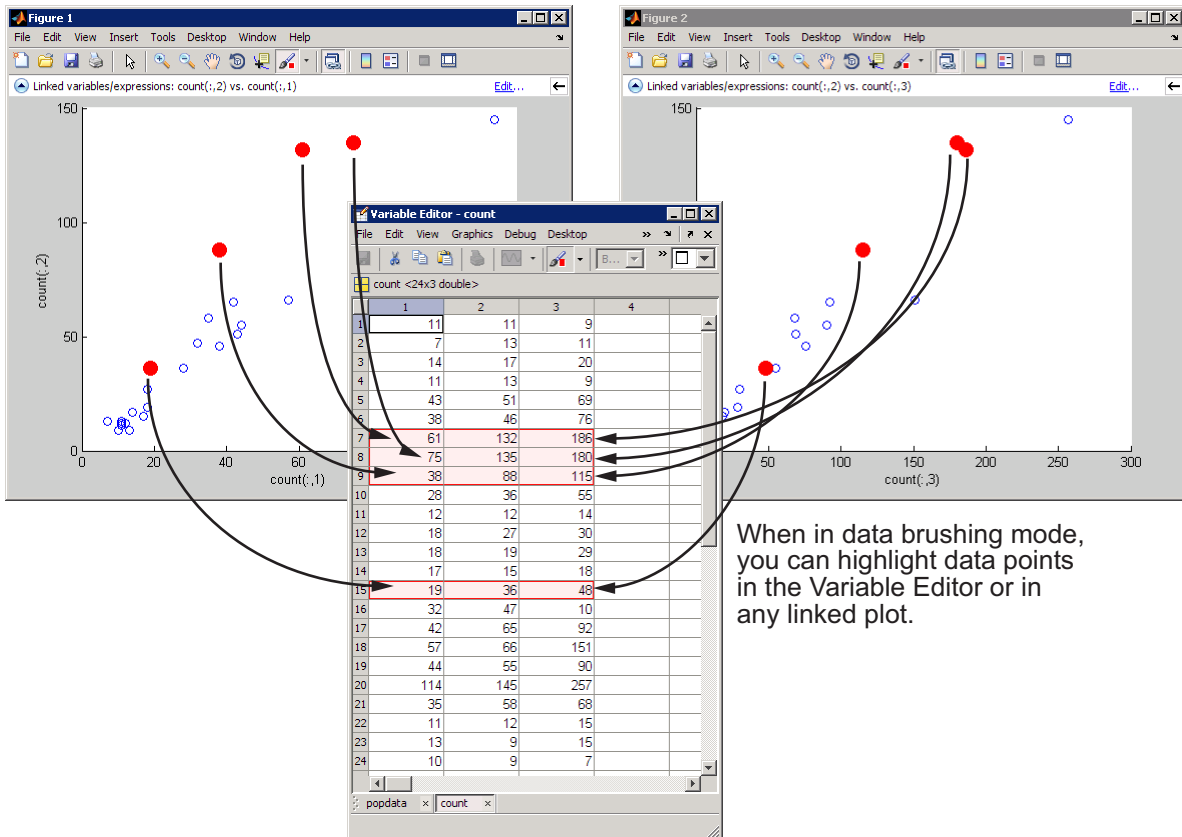 Figure 1
File Edit View Insert Tools Desktop Window Help
Linked variables/expressions: count(:,2) vs. count(:,1) Edit...
150
100
50
0
count(:,2)
0 20 40 60
count(:,1)
Figure 2
File Edit View Insert Tools Desktop Window Help
Linked variables/expressions: count(:,2) vs. count(:,3) Edit...
150
50 100 150 200 250 300
count(:,3)
Variable Editor - count
File Edit View Graphics Debug Desktop
B...
count <24x3 double>
1 2 3 4
1 11 11 9
2 7 13 11
3 14 17 20
4 11 13 9
5 43 51 69
6 38 46 76
7 61 132 186
8 75 135 180
9 38 88 115
10 28 36 55
11 12 12 14
12 18 27 30
13 18 19 29
14 17 15 18
15 19 36 48
16 32 47 10
17 42 65 92
18 57 66 151
19 44 55 90
20 114 145 257
21 35 58 68
22 11 12 15
23 13 9 15
24 10 9 7
popdata × count ×
When in data brushing mode,
you can highlight data points
in the Variable Editor or in
any linked plot.